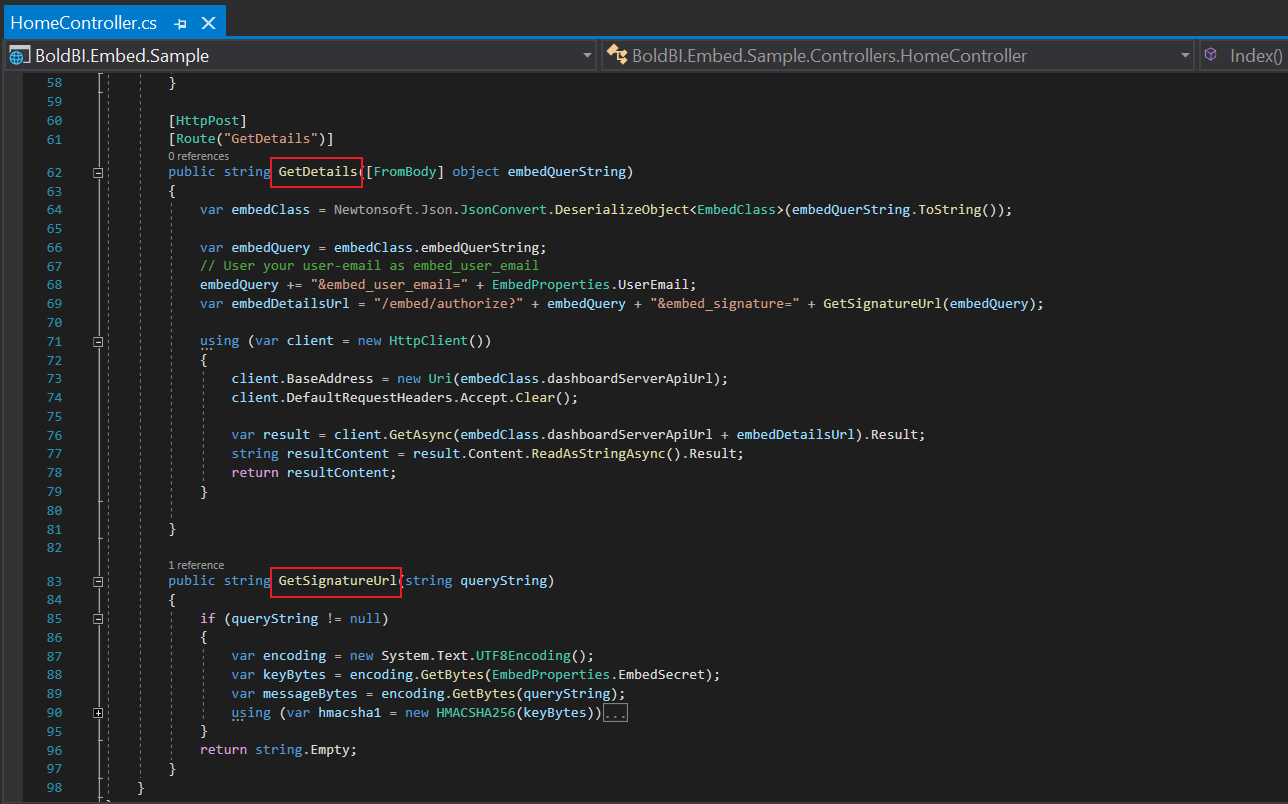 HomeController.cs
BoldBI.Embed.Sample BoldBI.Embed.Sample.Controllers.HomeController Index()
58 }
59
60 [HttpPost]
61 [Route("GetDetails")]
0 references
62 public string GetDetails([FromBody] object embedQuerString)
63 {
64 var embedClass = Newtonsoft.Json.JsonConvert.DeserializeObject<EmbedClass>(embedQuerString.ToString());
65
66 var embedQuery = embedClass.embedQuerString;
67 // User your user-email as embed_user_email
68 embedQuery += "&embed_user_email=" + EmbedProperties.UserEmail;
69 var embedDetailsUrl = "/embed/authorize?" + embedQuery + "&embed_signature=" + GetSignatureUrl(embedQuery);
70
71 using (var client = new HttpClient())
72 {
73 client.BaseAddress = new Uri(embedClass.dashboardServerApiUrl);
74 client.DefaultRequestHeaders.Accept.Clear();
75
76 var result = client.GetAsync(embedClass.dashboardServerApiUrl + embedDetailsUrl).Result;
77 string resultContent = result.Content.ReadAsStringAsync().Result;
78 return resultContent;
79 }
80
81 }
82
1 reference
83 public string GetSignatureUrl(string queryString)
84 {
85 if (queryString != null)
86 {
87 var encoding = new System.Text.UTF8Encoding();
88 var keyBytes = encoding.GetBytes(EmbedProperties.EmbedSecret);
89 var messageBytes = encoding.GetBytes(queryString);
90 using (var hmacsha1 = new HMACSHA256(keyBytes))...
95 }
96 return string.Empty;
97 }
98 }